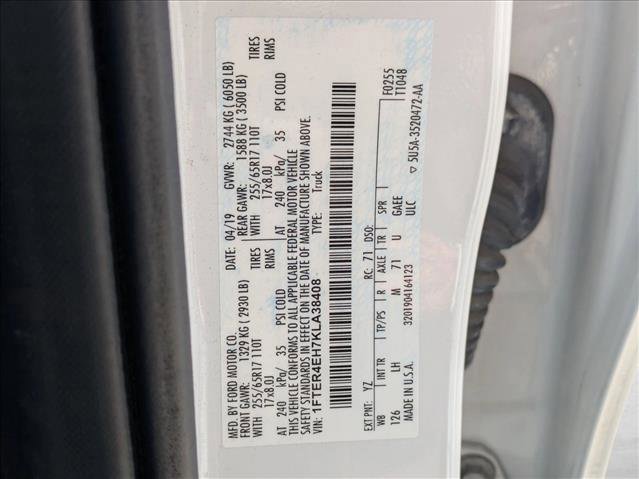 MFD. BY FORD MOTOR CO.
DATE: 04/19 GVWR: 2744 KG ( 6050 LB)
FRONT GAWR: 1329 KG ( 2930 LB) REAR GAWR: 1588 KG ( 3500 LB)
WITH 255/65R17 110T TIRES WITH 255/65R17 110T TIRES
17x8.0J RIMS 17x8.0J RIMS
AT 240 kPa/ 35 PSI COLD AT 240 kPa/ 35 PSI COLD
THIS VEHICLE CONFORMS TO ALL APPLICABLE FEDERAL MOTOR VEHICLE
SAFETY STANDARDS IN EFFECT ON THE DATE OF MANUFACTURE SHOWN ABOVE.
VIN: 1FTER4EH7KLA38408 TYPE: Truck
F0255
T1048
EXT PNT: YZ RC: 71 DSO:
WB INT TR TP/PS R AXLE TR SPR
126 LH M 71 U GAEE
ULC
MADE IN U.S.A. 3201904164123
▽ 5U5A-3520472-AA